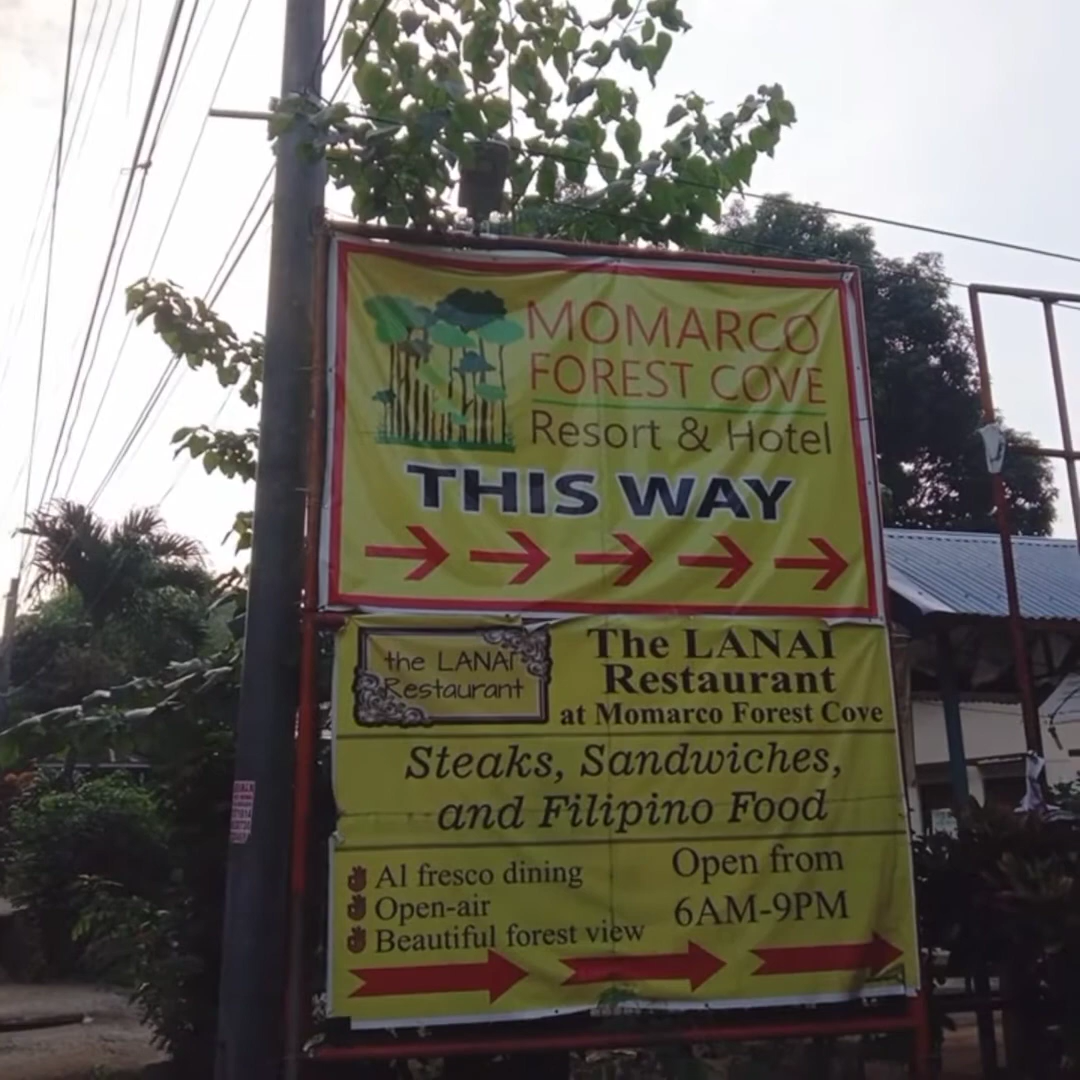 MOMARCO
FOREST COVE
Resort & Hotel
THIS WAY
the LANAI
Restaurant
The LANAI
Restaurant
at Momarco Forest Cove
Steaks, Sandwiches,
and Filipino Food
Al fresco dining
Open-air
Beautiful forest view
Open from
6AM-9PM